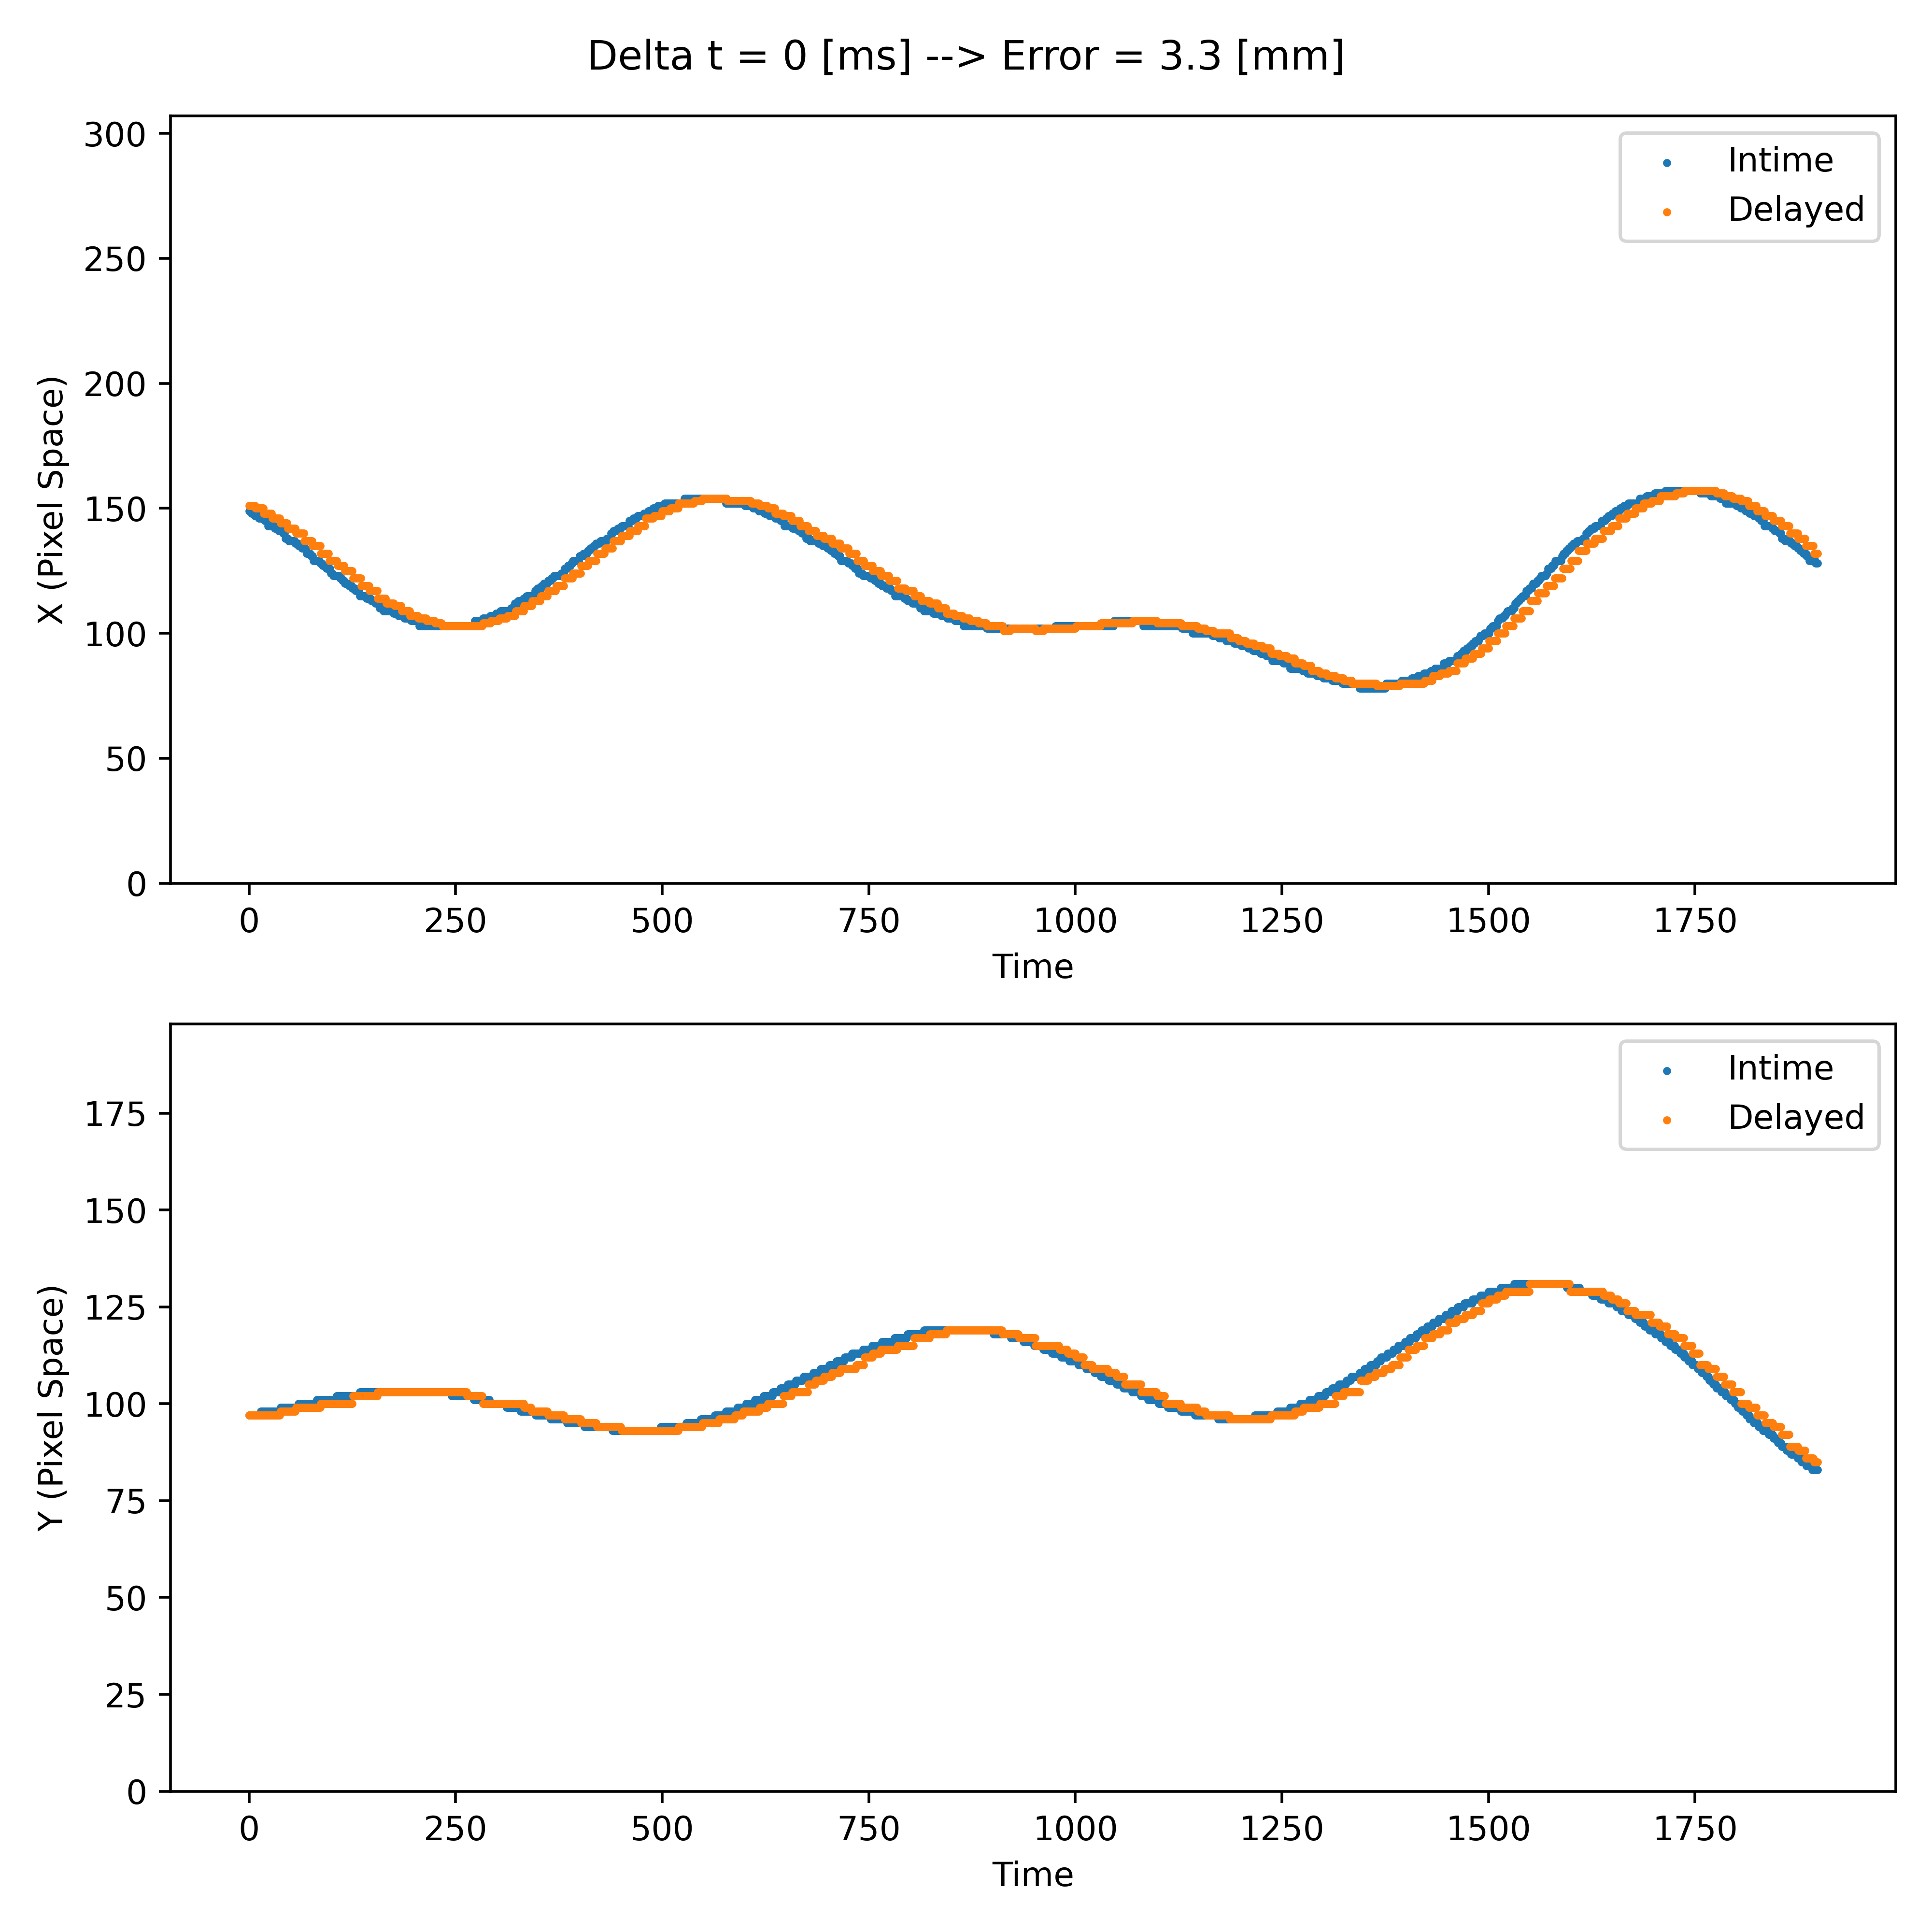 Delta t = 0 [ms] --> Error = 3.3 [mm]
300
250
200
150
100
50
0
X (Pixel Space)
Intime
Delayed
0 250 500 750 1000 1250 1500 1750
Time
175
150
125
100
75
50
25
0
Y (Pixel Space)
Intime
Delayed
0 250 500 750 1000 1250 1500 1750
Time